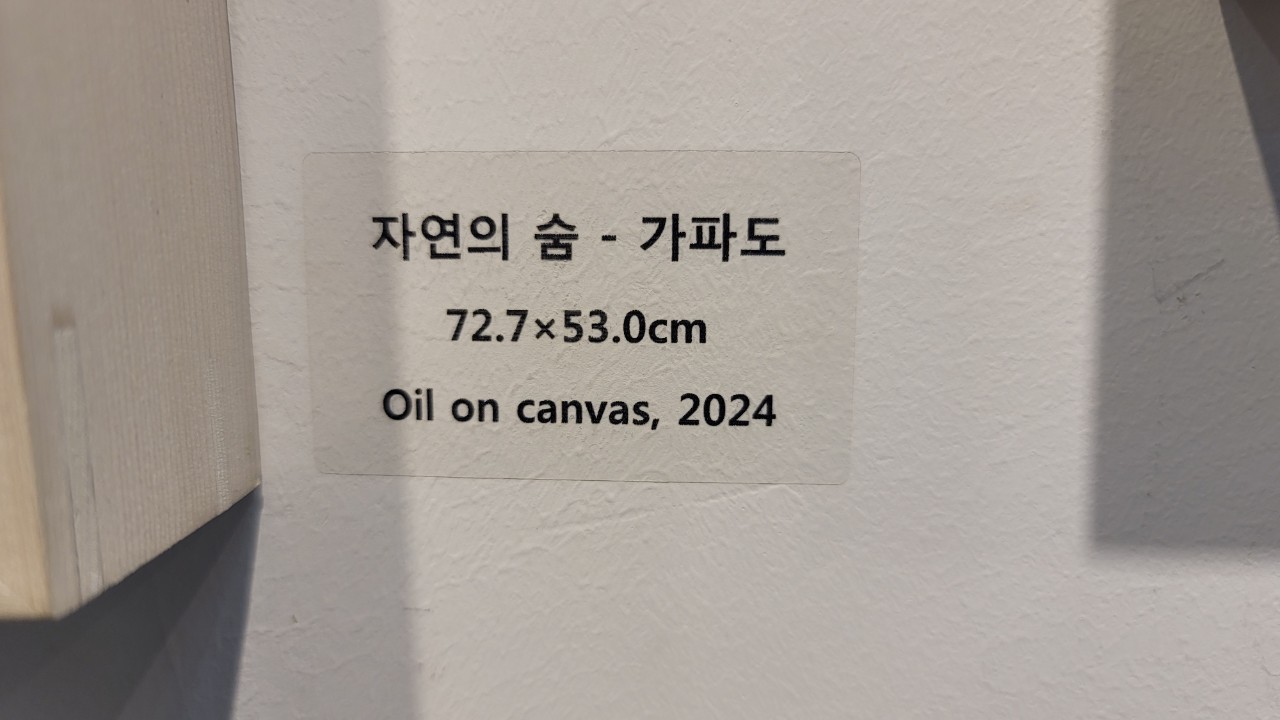 자연의 숨 - 가파도
72.7×53.0cm
Oil on canvas, 2024